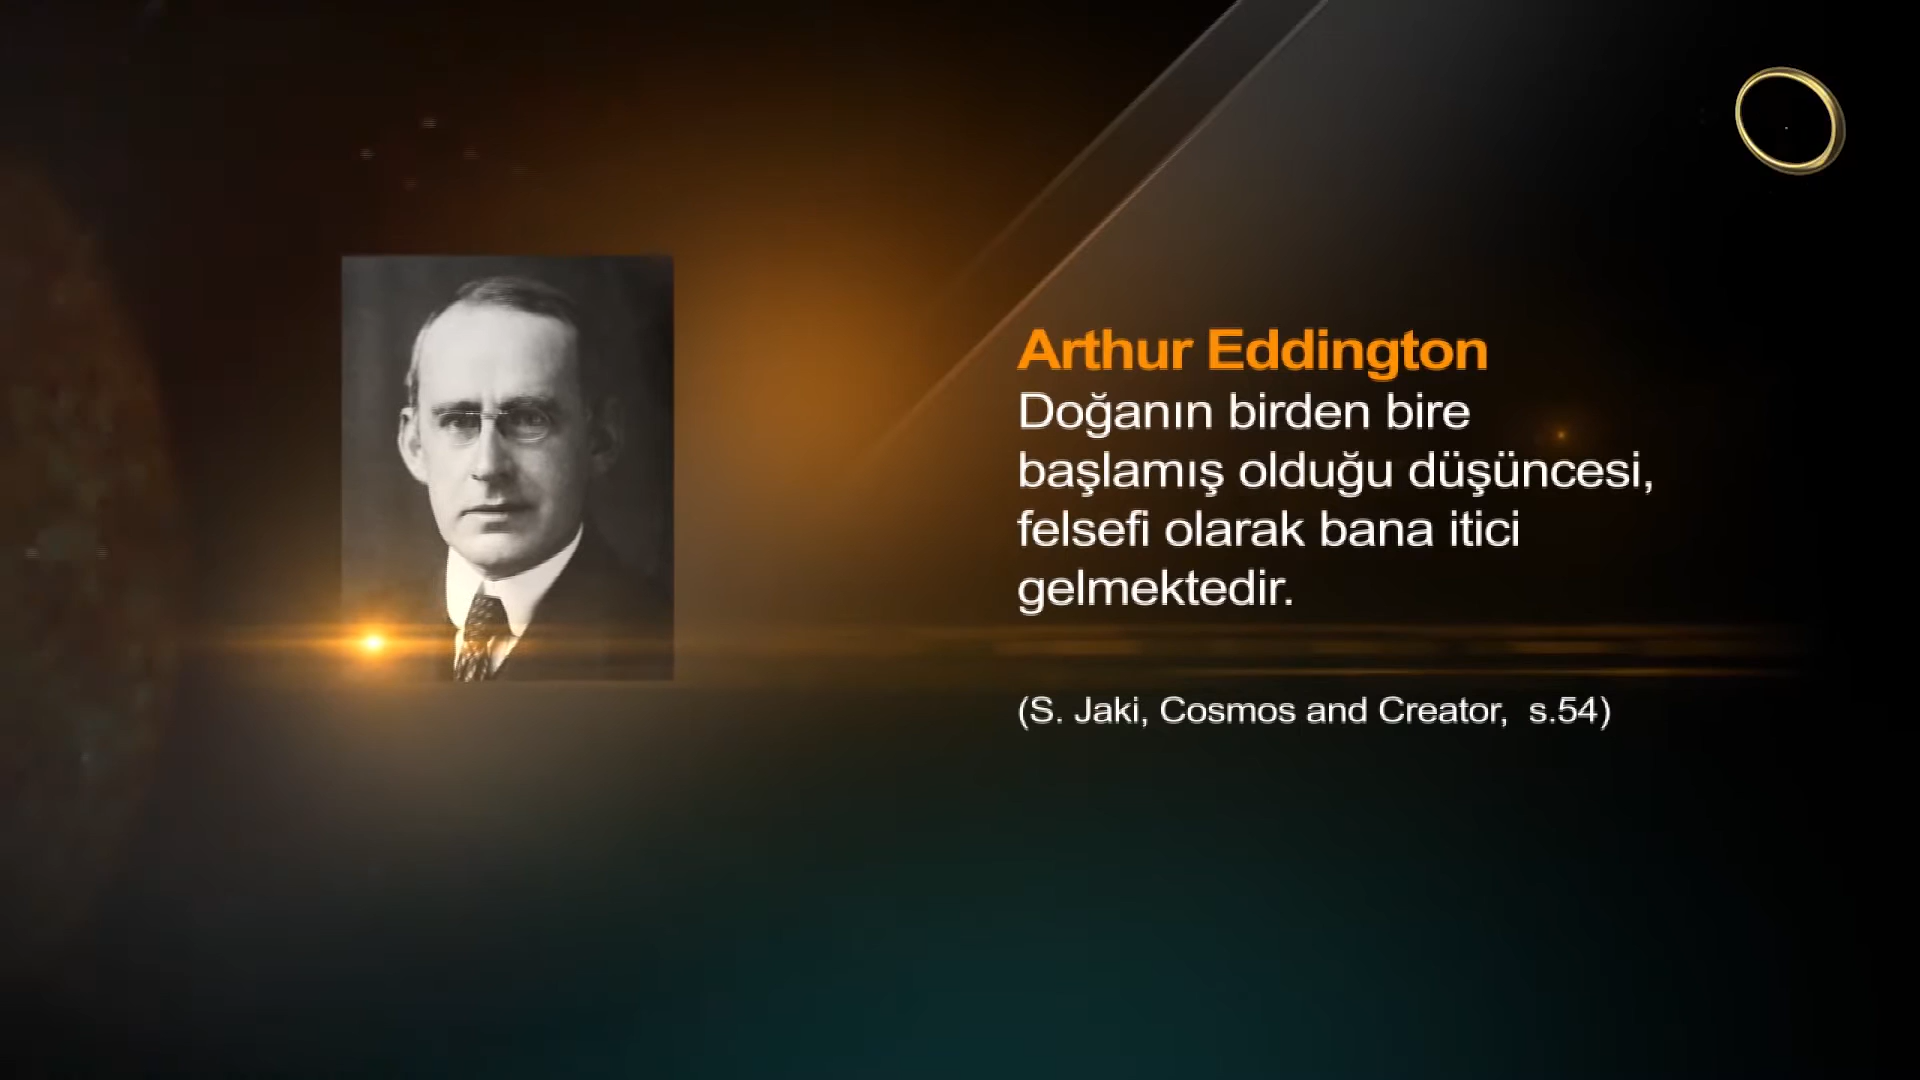 Arthur Eddington
Doğanın birden bire
başlamış olduğu düşüncesi,
felsefi olarak bana itici
gelmektedir.
(S. Jaki, Cosmos and Creator,  s.54)